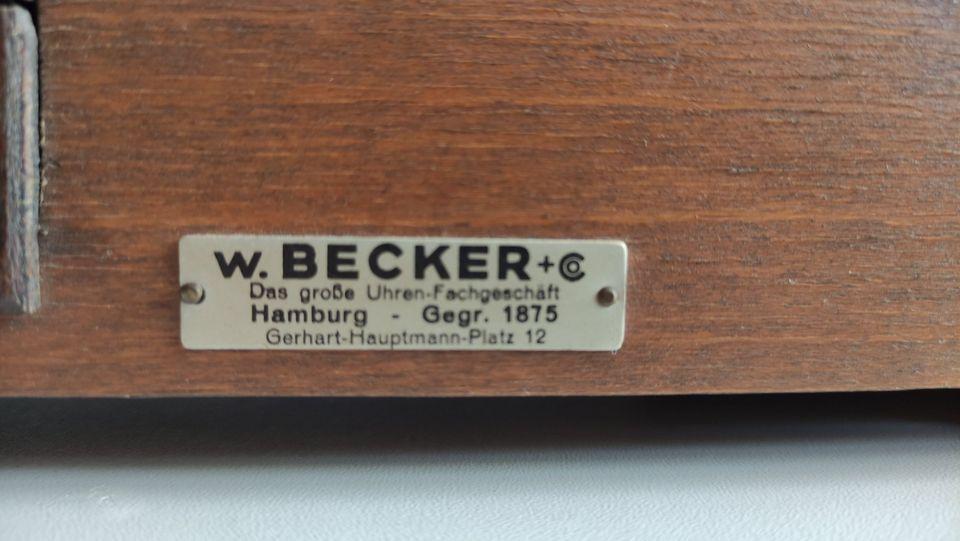 W. BECKER + Co
Das große Uhren-Fachgeschäft
Hamburg - Gegr. 1875
Gerhart-Hauptmann-Platz 12